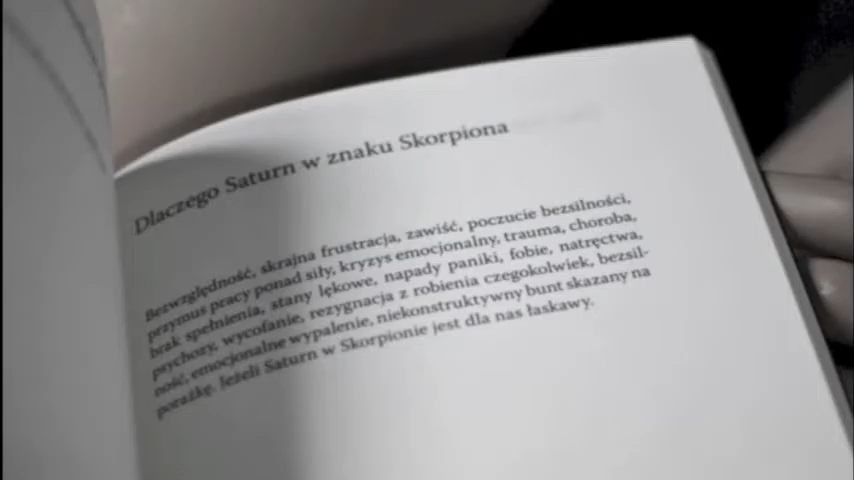 Dlaczego Saturn w znaku Skorpiona
Bezwzględność, skrajna frustracja, zawiść, poczucie bezsilności,
przymus pracy ponad siły, kryzys emocjonalny, trauma, choroba,
brak spełnienia, stany lękowe, napady paniki, fobie, natręctwa,
psychozy, wycofanie, rezygnacja z robienia czegokolwiek, bezsil-
ność, emocjonalne wypalenie, niekonstruktywny bunt skazany na
porażkę. Jeżeli Saturn w Skorpionie jest dla nas łaskawy.